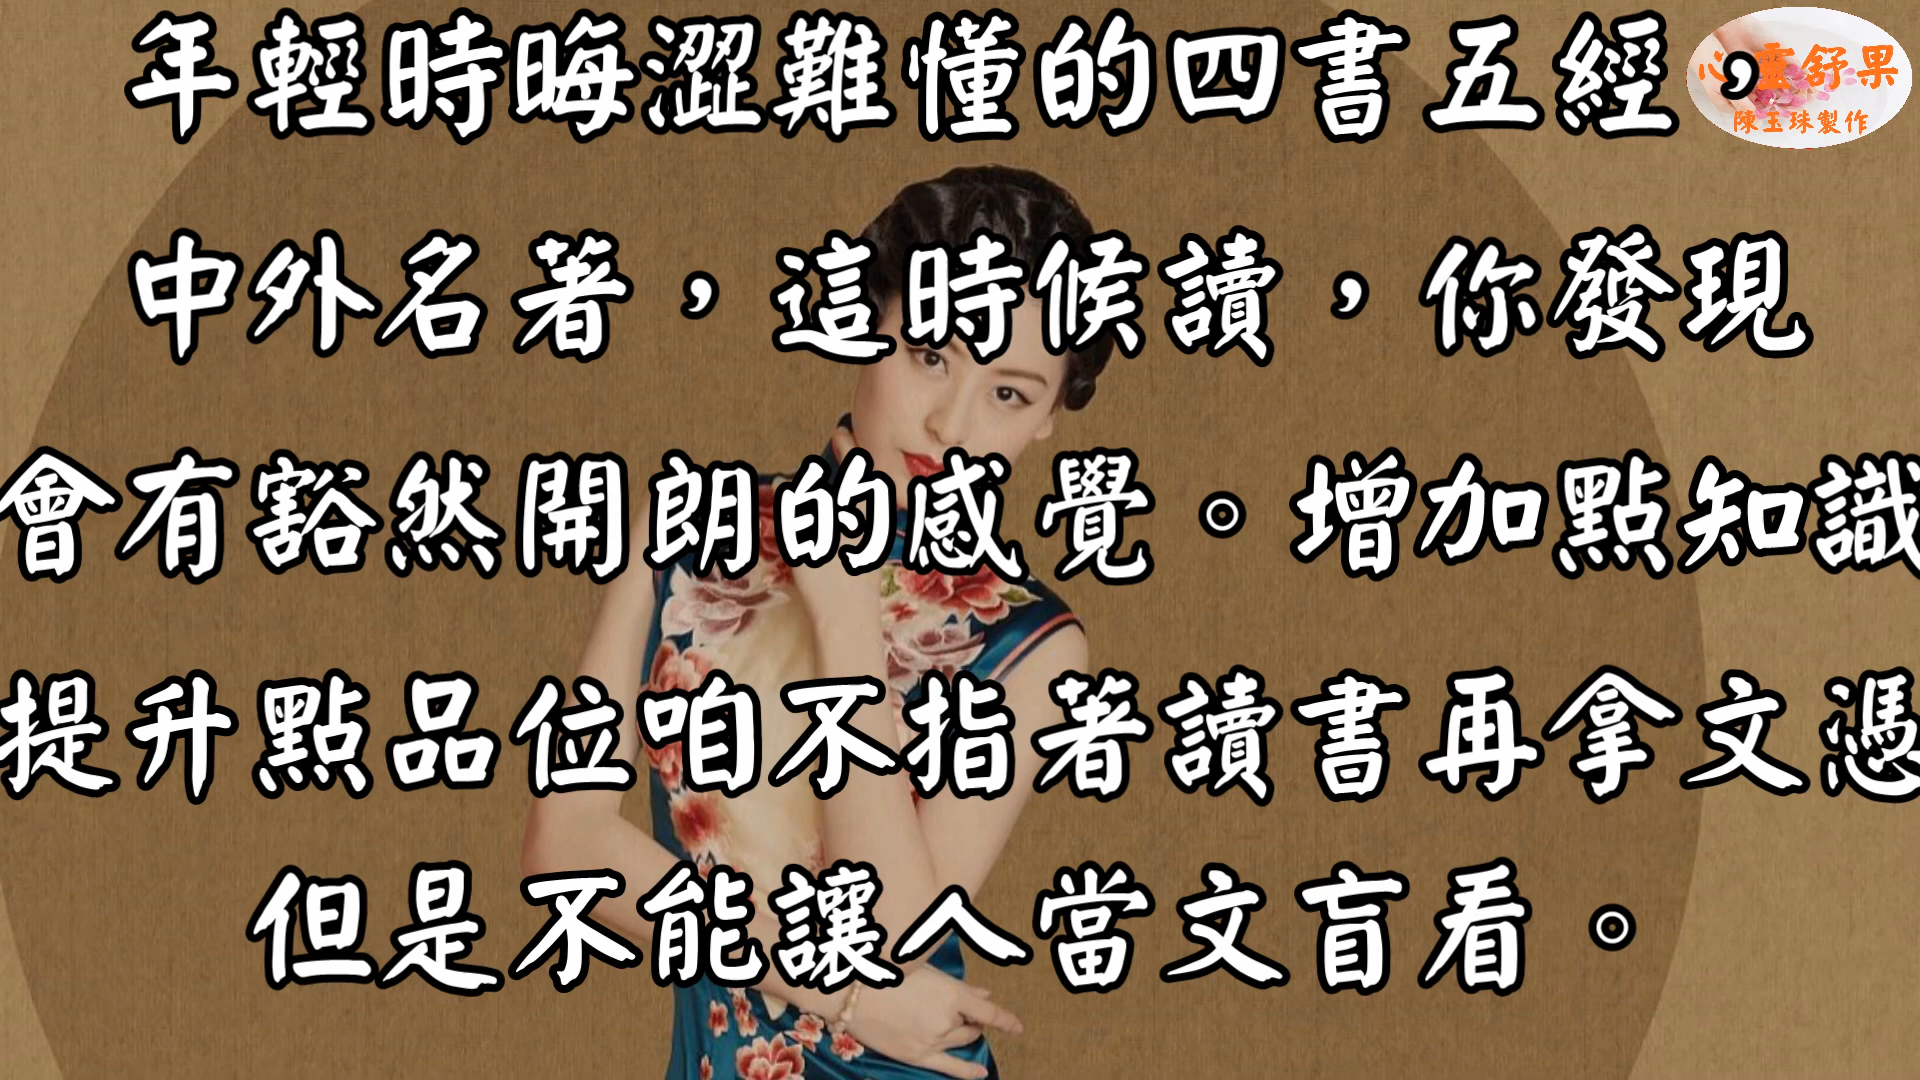 年輕時晦澀難懂的四書五經，
中外名著，這時候讀，你發現
會有豁然開朗的感覺。增加點知識
提升點品位咱不指著讀書再拿文憑
但是不能讓人當文盲看。
心靈舒果
陳玉珠製作